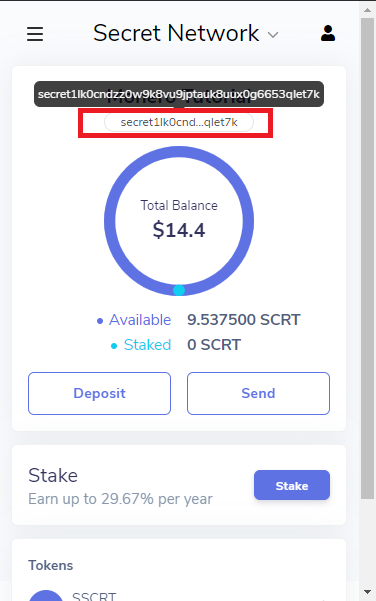 Secret Network
secret1lk0cndzz0w9k8vu9jptauk8uux0g6653qlet7k
Monero Tutorial
secret1lk0cnd...qlet7k
Total Balance
$14.4
Available 9.537500 SCRT
Staked 0 SCRT
Deposit Send
Stake
Earn up to 29.67% per year
Stake
Tokens
SSCRT